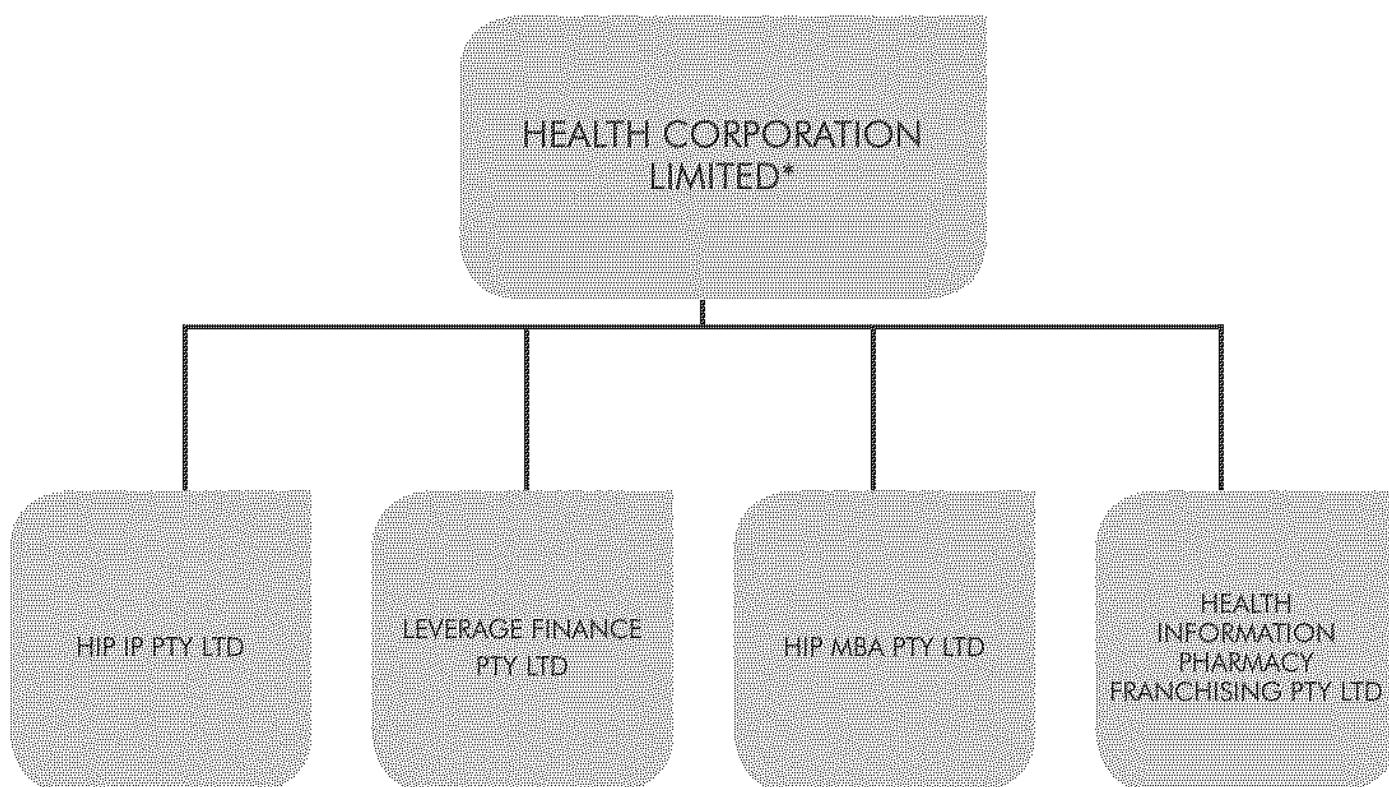 HEALTH CORPORATION
LIMITED*
HIP IP PTY LTD
LEVERAGE FINANCE
PTY LTD
HIP MBA PTY LTD
HEALTH
INFORMATION
PHARMACY
FRANCHISING PTY LTD